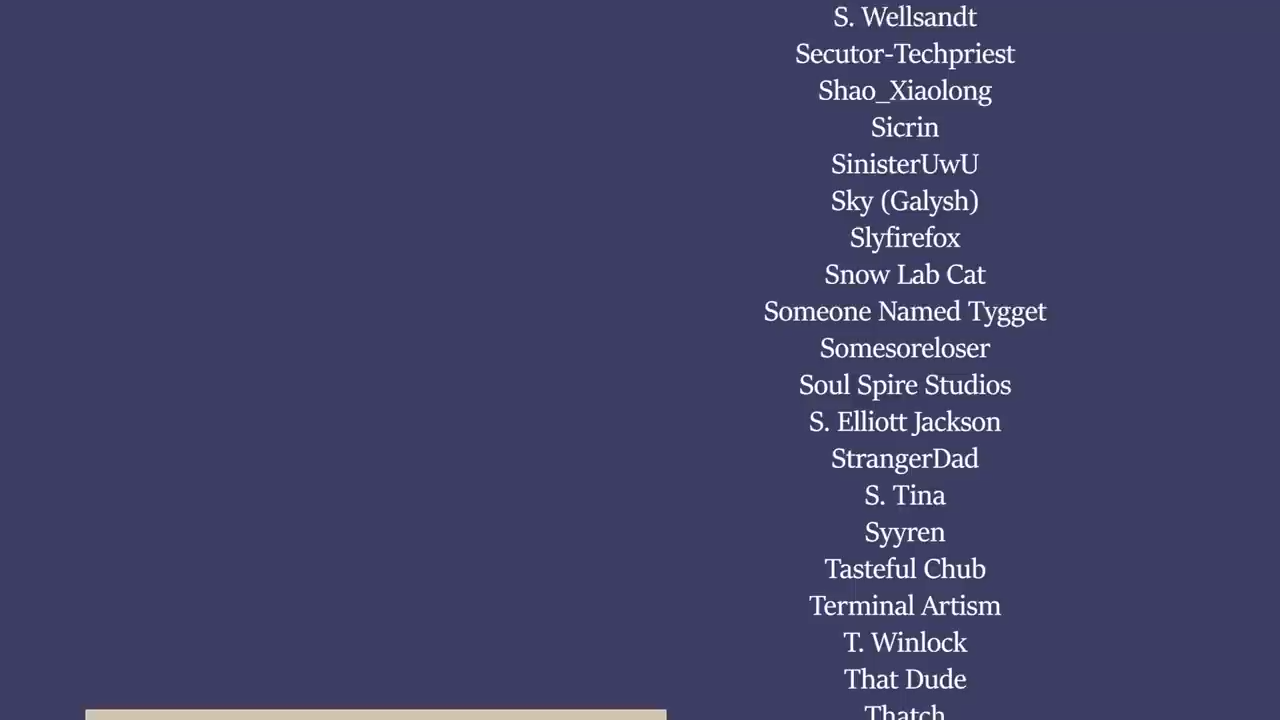 S. Wellsandt
Secutor-Techpriest
Shao_Xiaolong
Sicrin
SinisterUwU
Sky (Galysh)
Slyfirefox
Snow Lab Cat
Someone Named Tygget
Somesoreloser
Soul Spire Studios
S. Elliott Jackson
StrangerDad
S. Tina
Syyren
Tasteful Chub
Terminal Artism
T. Winlock
That Dude
Thatch